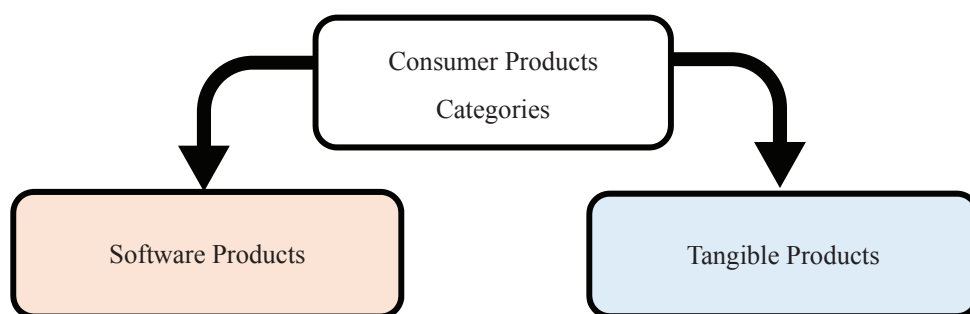 Consumer Products
Categories
Software Products
Tangible Products